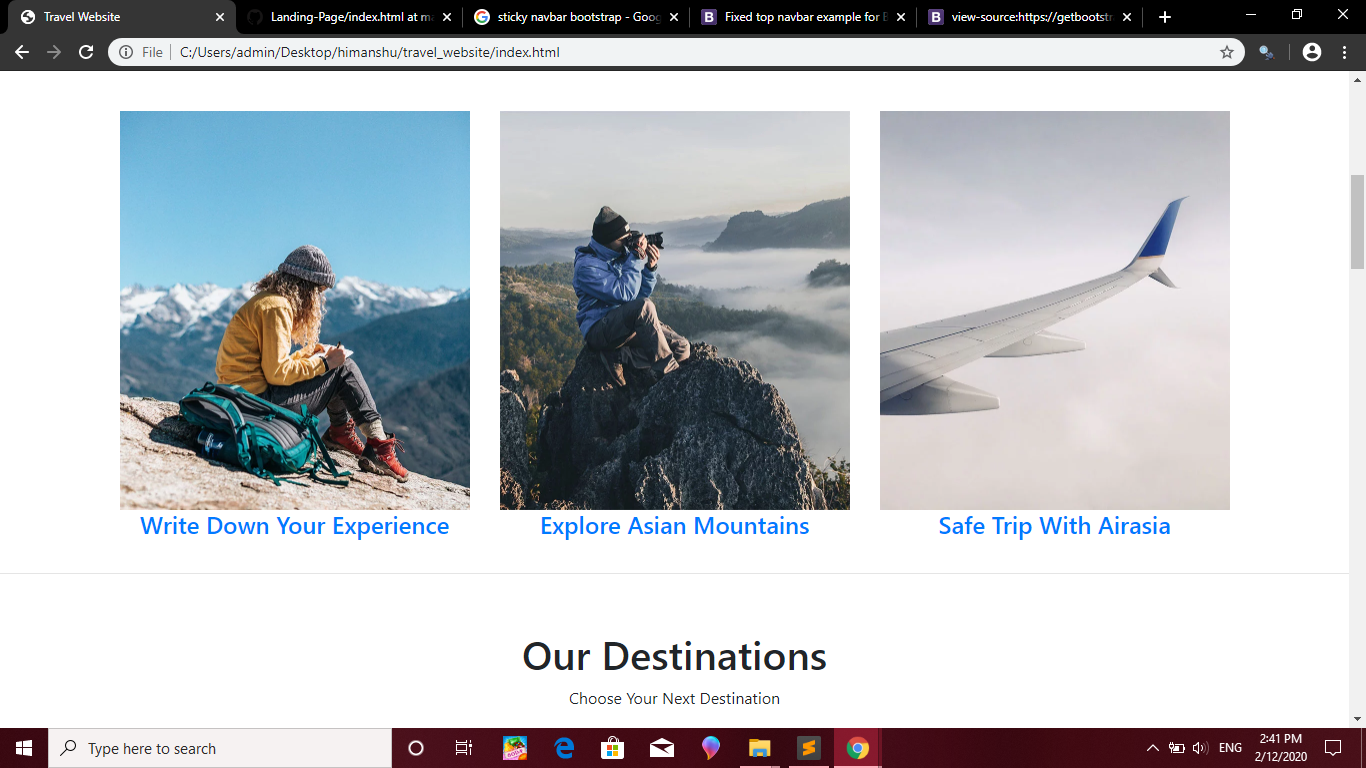 Travel Website
Landing-Page/index.html at ma
sticky navbar bootstrap - Goog
Fixed top navbar example for B
view-source:https://getbootstr
File
C:/Users/admin/Desktop/himanshu/travel_website/index.html
Write Down Your Experience
Explore Asian Mountains
Safe Trip With Airasia
Our Destinations
Choose Your Next Destination
Type here to search
ENG
2:41 PM
2/12/2020